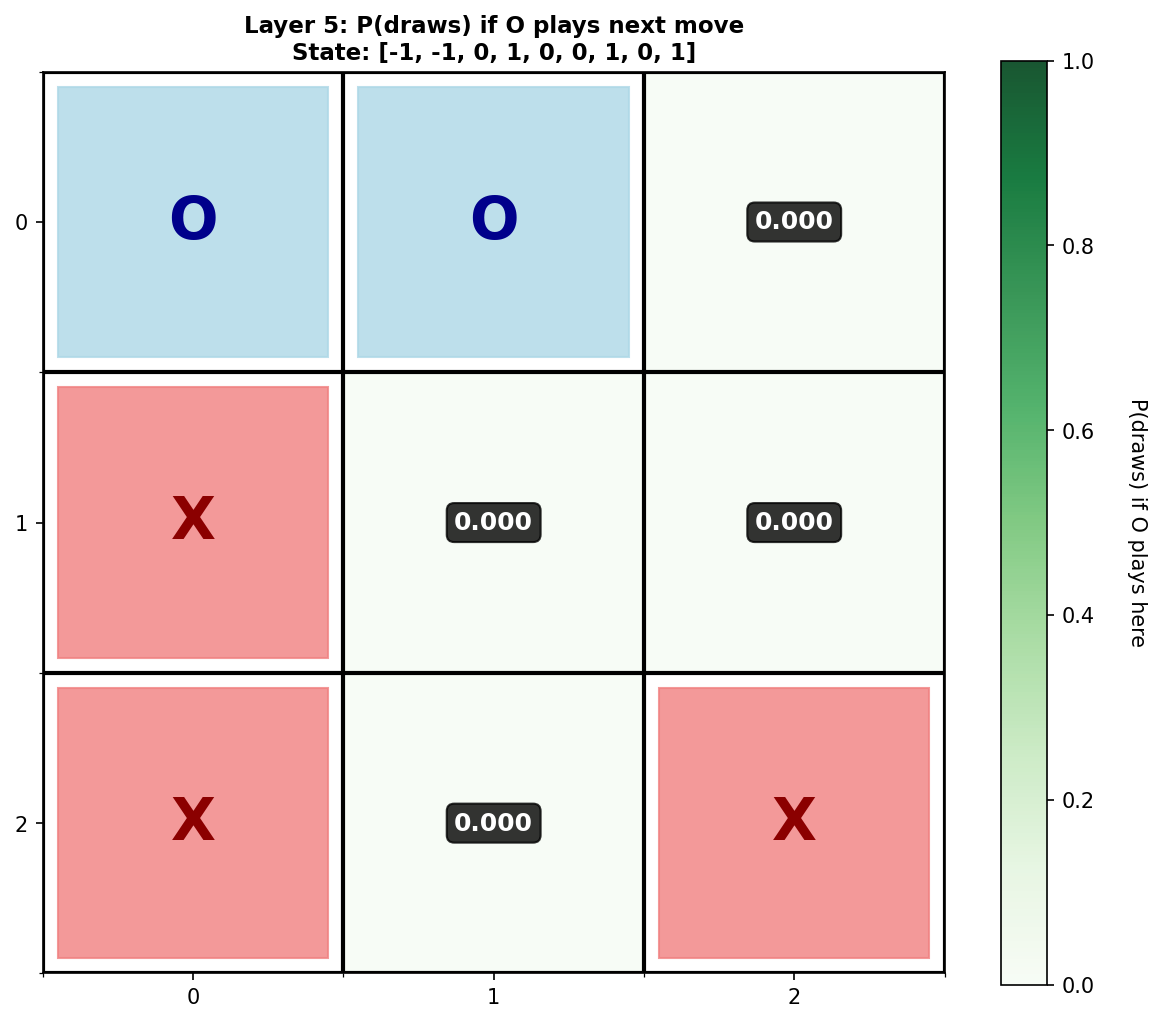 Layer 5: P(draws) if O plays next move
State: [-1, -1, 0, 1, 0, 0, 1, 0, 1]
1.0
0 O O 0.000
0.8
0.6
1 X 0.000 0.000
P(draws) if O plays here
0.4
0.2
2 X 0.000 X
0.0
0 1 2